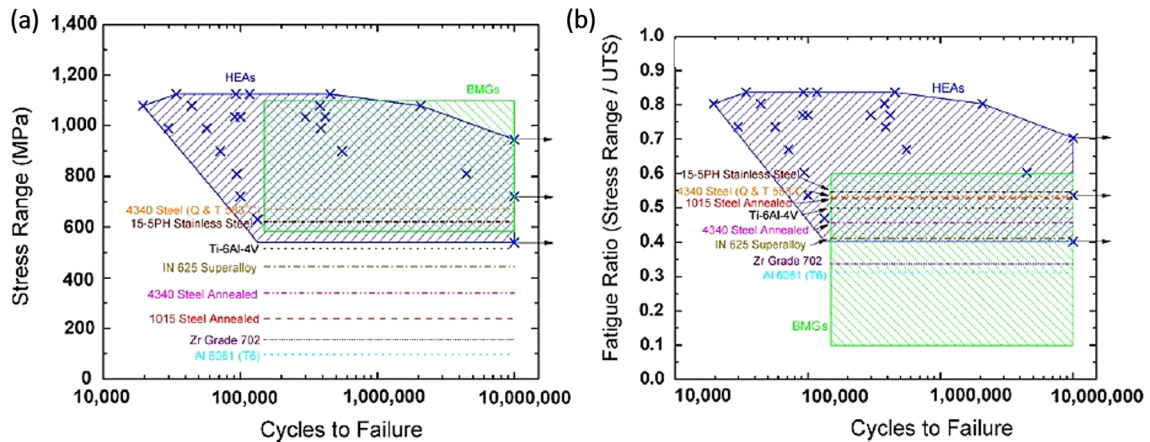 (a)
1,400
1,200
1,000
800
600
400
200
0
Stress Range (MPa)
HEAs
BMGs
4340 Steel (Q & T 563°C
15-5PH Stainless Steel
Ti-6Al-4V
IN 625 Superalloy
4340 Steel Annealed
1015 Steel Annealed
Zr Grade 702
Al 6061 (T6)
10,000
100,000
1,000,000
10,000,000
Cycles to Failure
(b)
1.0
0.9
0.8
0.7
0.6
0.5
0.4
0.3
0.2
0.1
0.0
Fatigue Ratio (Stress Range / UTS)
HEAs
15-5PH Stainless Steel
4340 Steel (Q & T 563°C
1015 Steel Annealed
Ti-6Al-4V
4340 Steel Annealed
IN 625 Superalloy
Zr Grade 702
Al 6061 (T6)
BMGs
10,000
100,000
1,000,000
10,000,000
Cycles to Failure